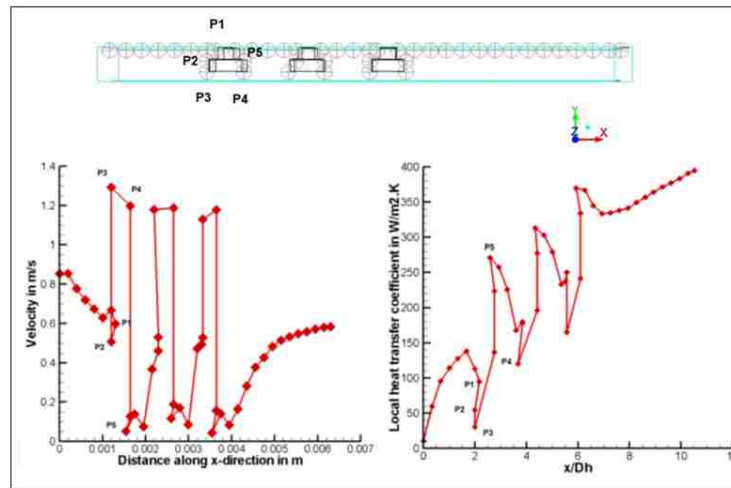 P1
P5
P2
P3 P4
Y
Z X
1.4
P3
P4
1.2
1
0.8
0.6
P1
P2
0.4
0.2
P5
0
0 0.001 0.002 0.003 0.004 0.005 0.006 0.007
Velocity in m/s
Distance along x-direction in m
400
350
300
P5
250
200
150
P4
100
P1
50
P2
P3
0
0 2 4 6 8 10
Local heat transfer coefficient in W/m2.K
x/Dh